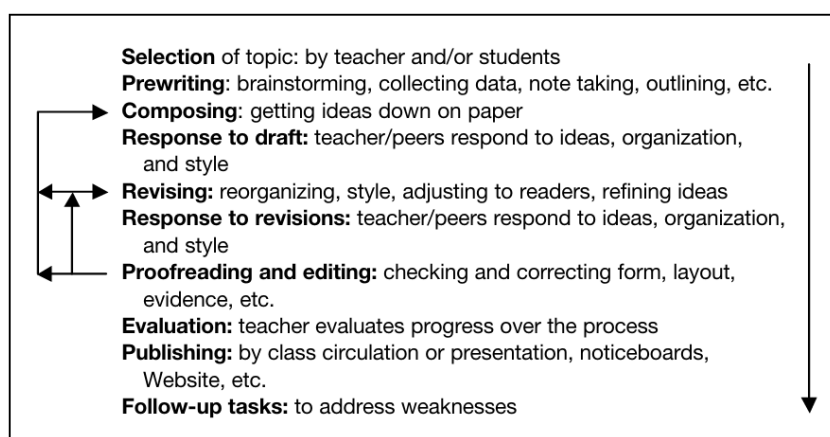 Selection of topic: by teacher and/or students
Prewriting: brainstorming, collecting data, note taking, outlining, etc.
Composing: getting ideas down on paper
Response to draft: teacher/peers respond to ideas, organization,
and style
Revising: reorganizing, style, adjusting to readers, refining ideas
Response to revisions: teacher/peers respond to ideas, organization,
and style
Proofreading and editing: checking and correcting form, layout,
evidence, etc.
Evaluation: teacher evaluates progress over the process
Publishing: by class circulation or presentation, noticeboards,
Website, etc.
Follow-up tasks: to address weaknesses